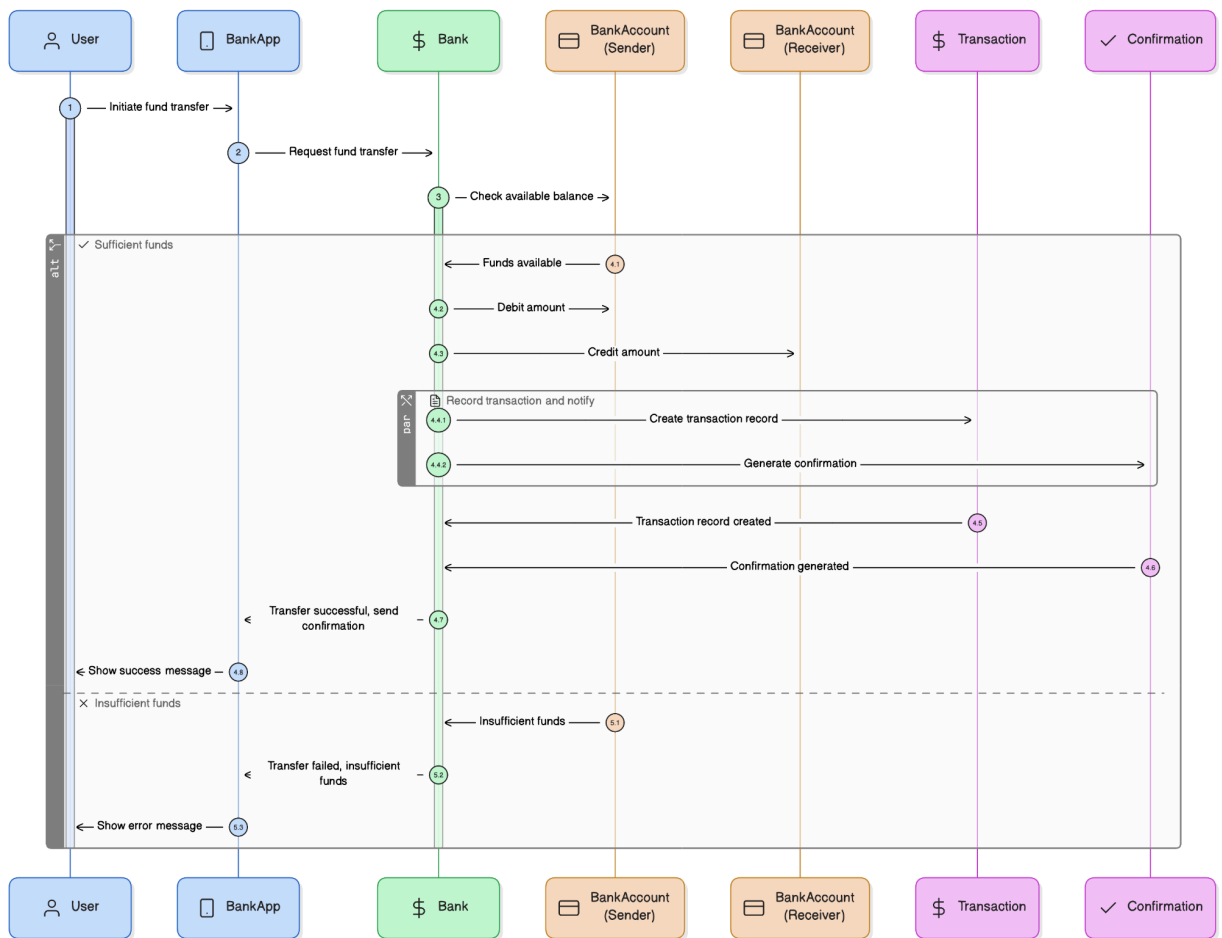 User
BankApp
Bank
BankAccount
(Sender)
BankAccount
(Receiver)
Transaction
Confirmation
1
Initiate fund transfer
2
Request fund transfer
3
Check available balance
alt
Sufficient funds
Funds available
4.1
4.2
Debit amount
4.3
Credit amount
par
Record transaction and notify
4.4.1
Create transaction record
4.4.2
Generate confirmation
Transaction record created
4.5
Confirmation generated
4.6
Transfer successful, send
confirmation
4.7
Show success message
4.8
Insufficient funds
Insufficient funds
5.1
Transfer failed, insufficient
funds
5.2
Show error message
5.3
User
BankApp
Bank
BankAccount
(Sender)
BankAccount
(Receiver)
Transaction
Confirmation